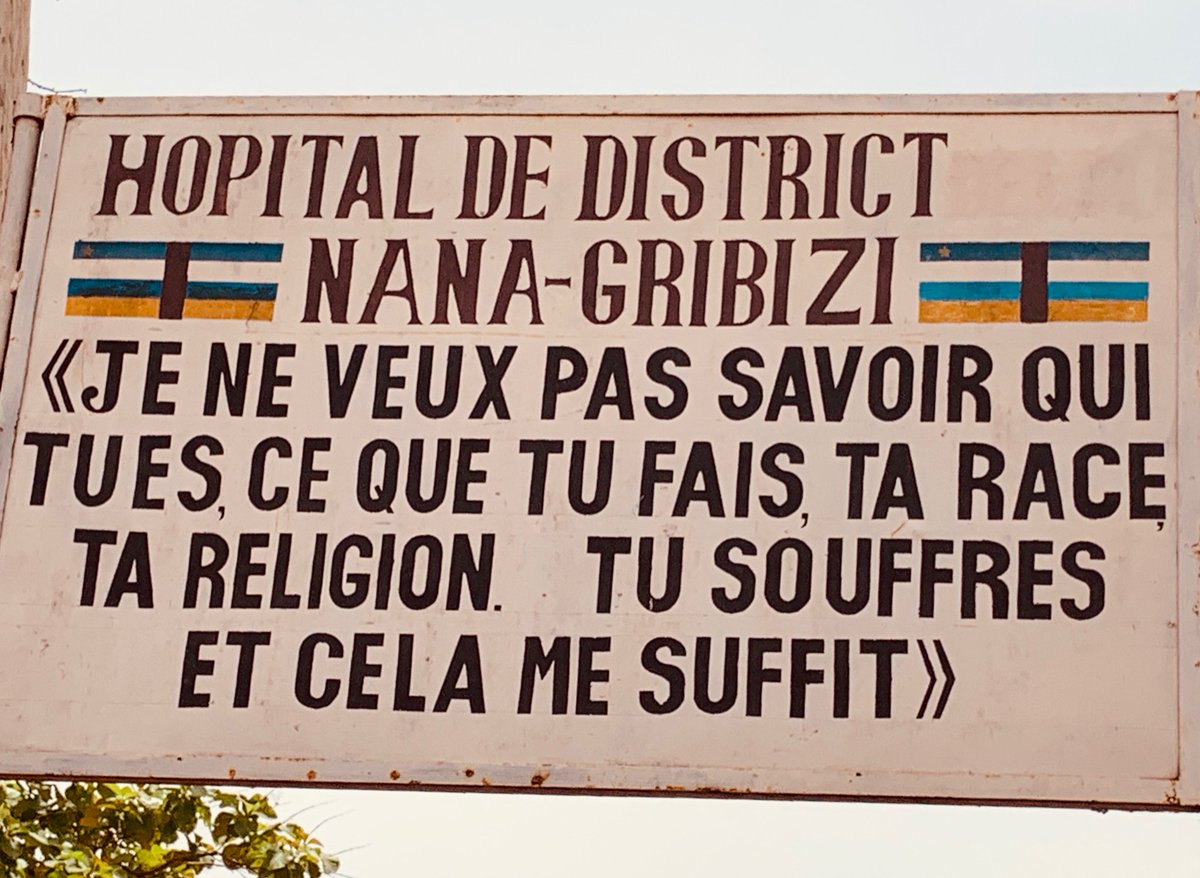 HOPITAL DE DISTRICT
NANA-GRIBIZI
«JE NE VEUX PAS SAVOIR QUI
TU ES, CE QUE TU FAIS, TA RACE,
TA RELIGION. TU SOUFFRES
ET CELA ME SUFFIT»